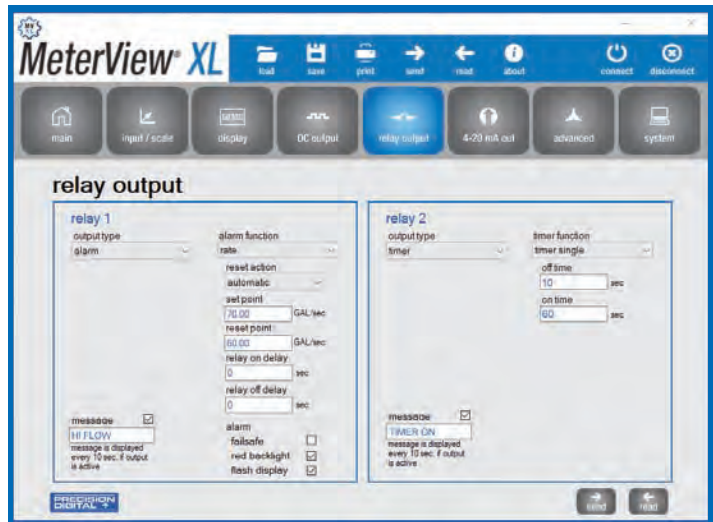 MeterView® XL
load save print send read about connect disconnect
main input / scale display DC output relay output 4-20 mA out advanced system
relay output
relay 1
output type
alarm
alarm function
rate
reset action
automatic
set point
70.00 GAL/sec
reset point
60.00 GAL/sec
relay on delay
0 sec
relay off delay
0 sec
message
HI FLOW
message is displayed
every 10 sec. if output
is active
alarm
failsafe
red backlight
flash display
relay 2
output type
timer
timer function
timer single
off time
10 sec
on time
60 sec
message
TIMER ON
message is displayed
every 10 sec. if output
is active
PRECISION
DIGITAL
send read